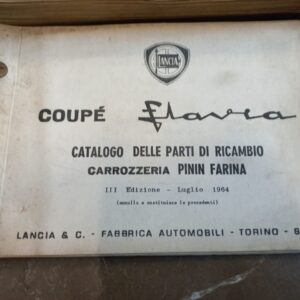 LANCIA
COUPÉ Flavia
CATALOGO DELLE PARTI DI RICAMBIO
CARROZZERIA PININ FARINA
III Edizione - Luglio 1964
(annulla e sostituisce le precedenti)
LANCIA & C. - FABBRICA AUTOMOBILI - TORINO -